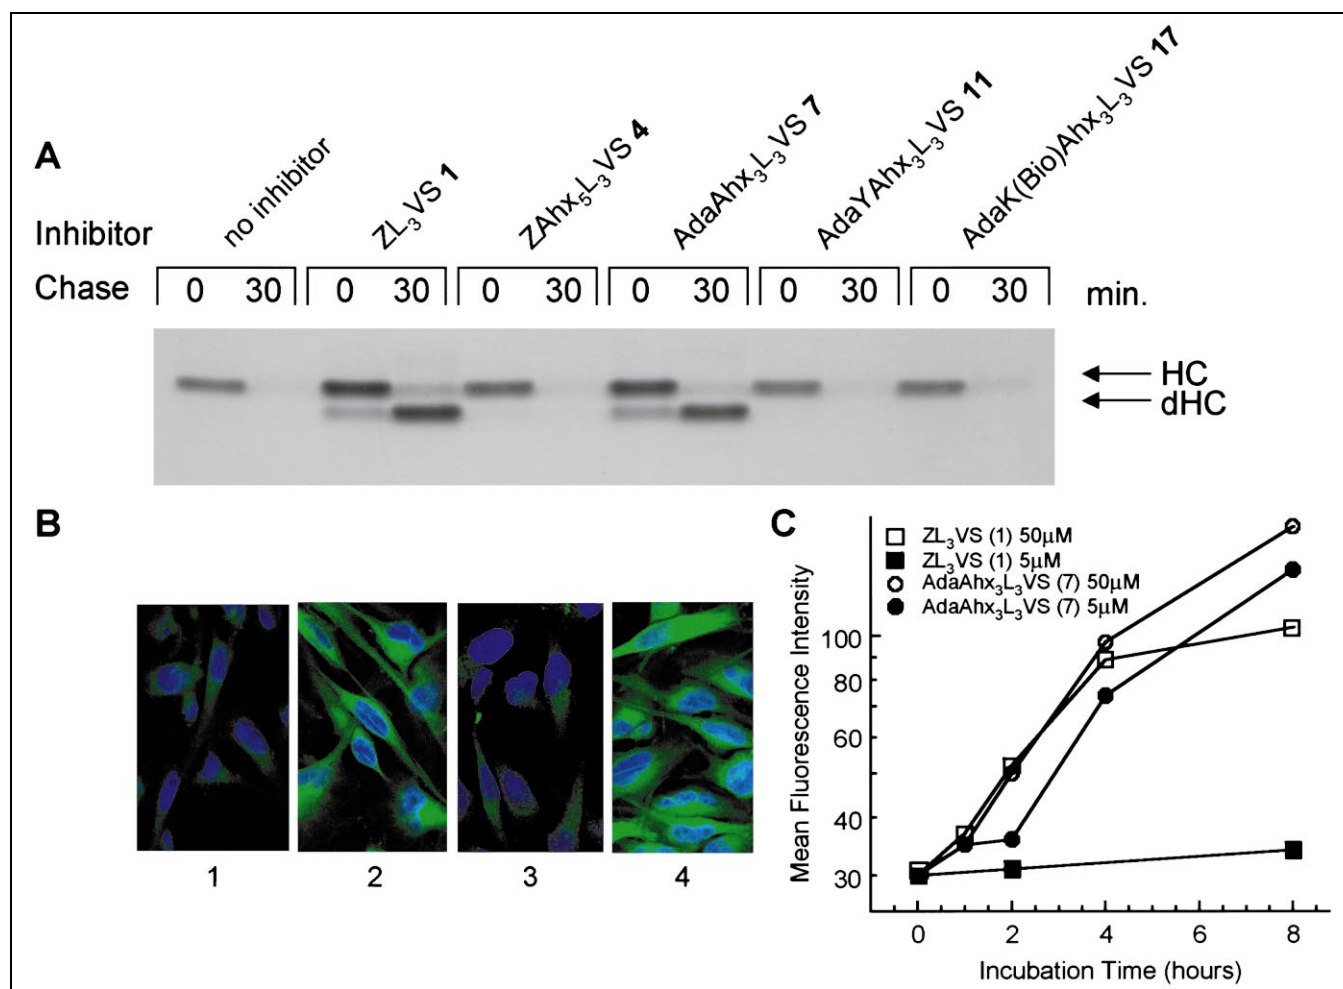 A
Inhibitor
no inhibitor
ZL₃VS 1
ZAhx₅L₃VS 4
AdaAhx₃L₃VS 7
AdaYAhx₃L₃VS 11
AdaK(Bio)Ahx₃L₃VS 17
Chase 0 30 0 30 0 30 0 30 0 30 0 30 min.
HC
dHC
B
1 2 3 4
C
ZL₃VS (1) 50μM
ZL₃VS (1) 5μM
AdaAhx₃L₃VS (7) 50μM
AdaAhx₃L₃VS (7) 5μM
Mean Fluorescence Intensity
100
80
60
40
30
0 2 4 6 8
Incubation Time (hours)